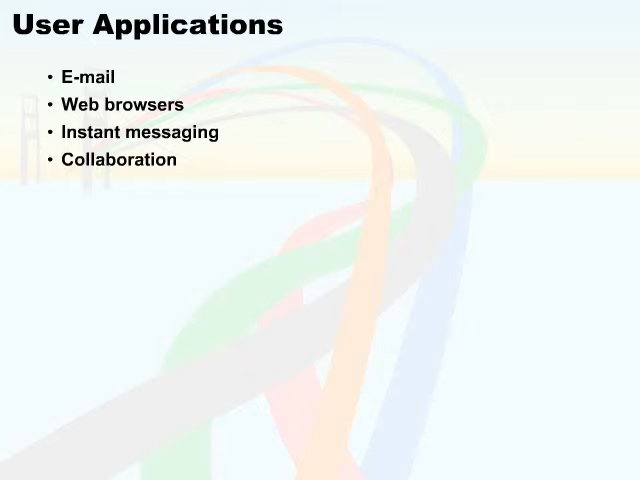 User Applications
• E-mail
• Web browsers
• Instant messaging
• Collaboration